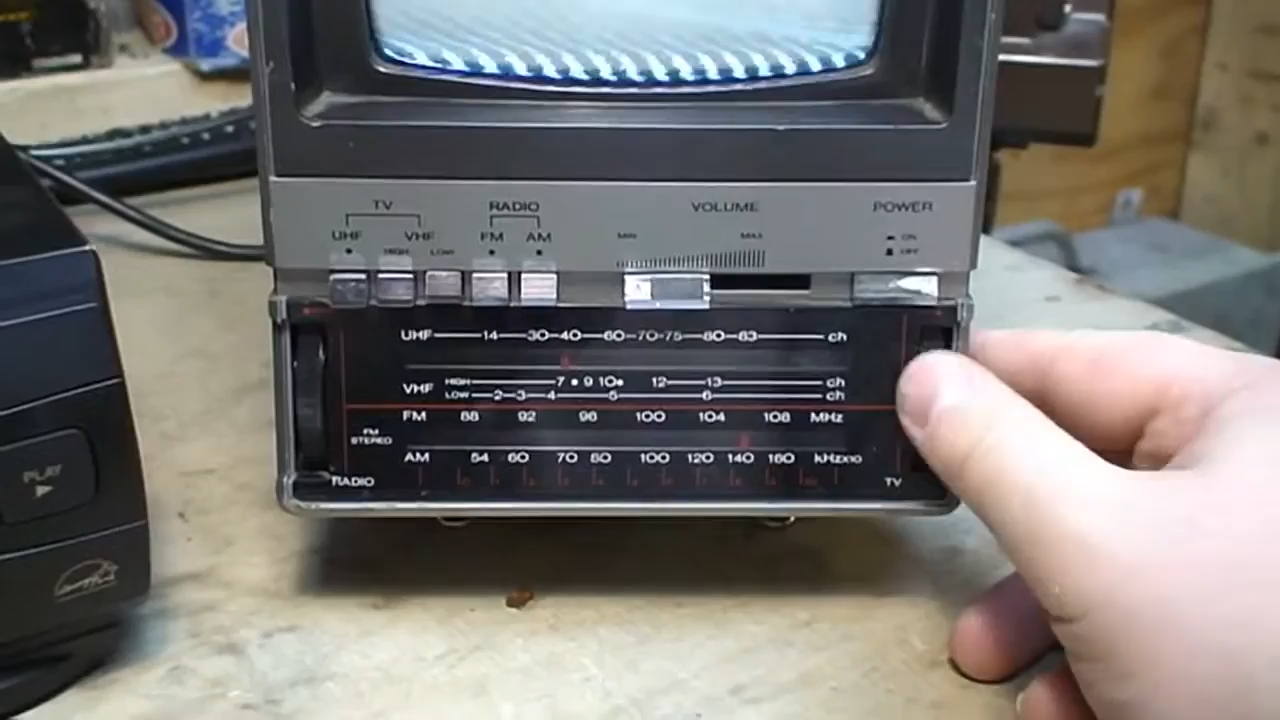 TV RADIO VOLUME POWER
UHF VHF FM AM MIN MAX ON
HIGH LOW OFF
UHF 14 30 40 60 70 75 80 83 ch
VHF HIGH 7 9 10 12 13 ch
LOW 2 3 4 5 6 ch
FM 88 92 96 100 104 108 MHz
FM STEREO
AM 54 60 70 80 100 120 140 160 kHzx10
RADIO TV
PLAY